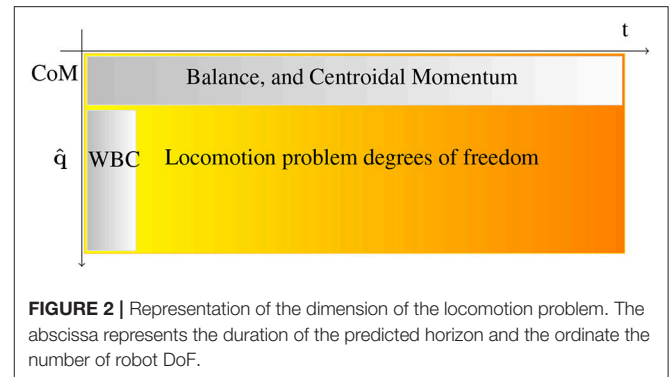 t
CoM
Balance, and Centroidal Momentum
q̂
WBC
Locomotion problem degrees of freedom
FIGURE 2 | Representation of the dimension of the locomotion problem. The
abscissa represents the duration of the predicted horizon and the ordinate the
number of robot DoF.